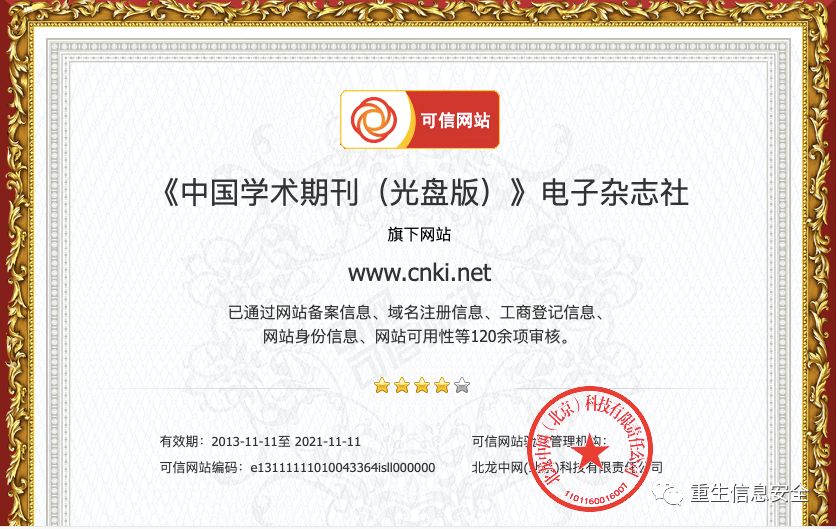 可信网站
《中国学术期刊（光盘版）》电子杂志社
旗下网站
www.cnki.net
已通过网站备案信息、域名注册信息、工商登记信息、
网站身份信息、网站可用性等120余项审核。
有效期：2013-11-11至 2021-11-11
可信网站编码：e13111111010043364isll000000
可信网站验证管理机构：
北龙中网(北京)科技有限责任公司
北龙中网（北京）科技有限责任公司
1101160016007
重生信息安全